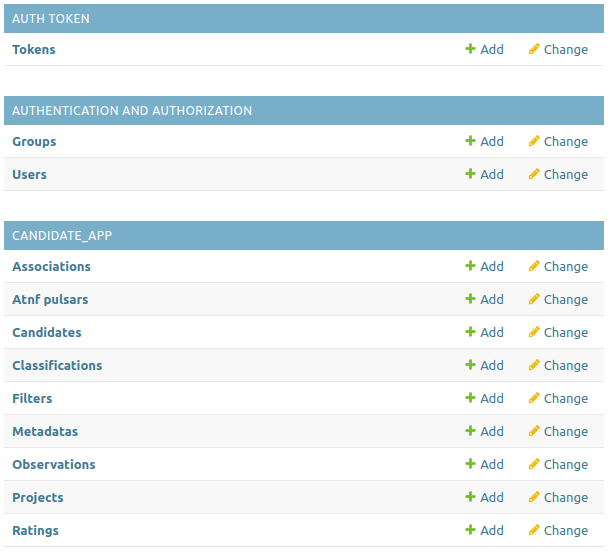 AUTH TOKEN
Tokens Add Change
AUTHENTICATION AND AUTHORIZATION
Groups Add Change
Users Add Change
CANDIDATE_APP
Associations Add Change
Atnf pulsars Add Change
Candidates Add Change
Classifications Add Change
Filters Add Change
Metadatas Add Change
Observations Add Change
Projects Add Change
Ratings Add Change